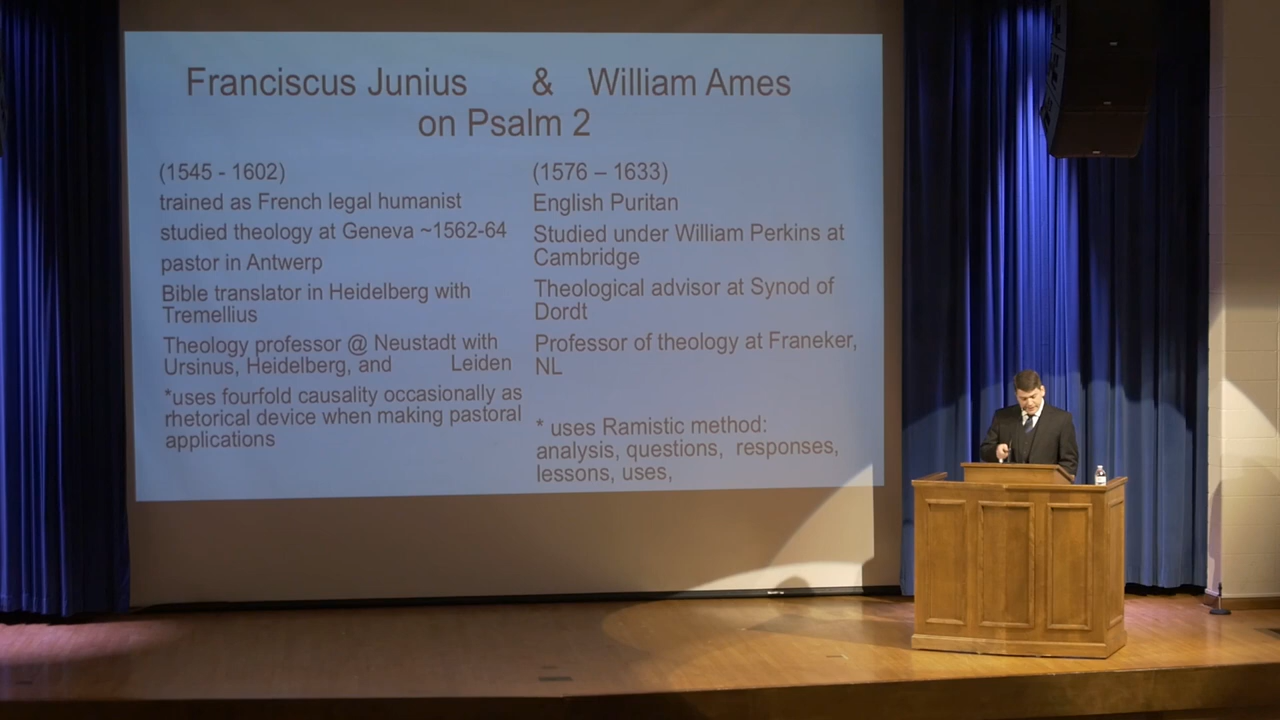 Franciscus Junius & William Ames
on Psalm 2
(1545 - 1602)
trained as French legal humanist
studied theology at Geneva ~1562-64
pastor in Antwerp
Bible translator in Heidelberg with
Tremellius
Theology professor @ Neustadt with
Ursinus, Heidelberg, and Leiden
*uses fourfold causality occasionally as
rhetorical device when making pastoral
applications
(1576 – 1633)
English Puritan
Studied under William Perkins at
Cambridge
Theological advisor at Synod of
Dordt
Professor of theology at Franeker,
NL
* uses Ramistic method:
analysis, questions, responses,
lessons, uses,